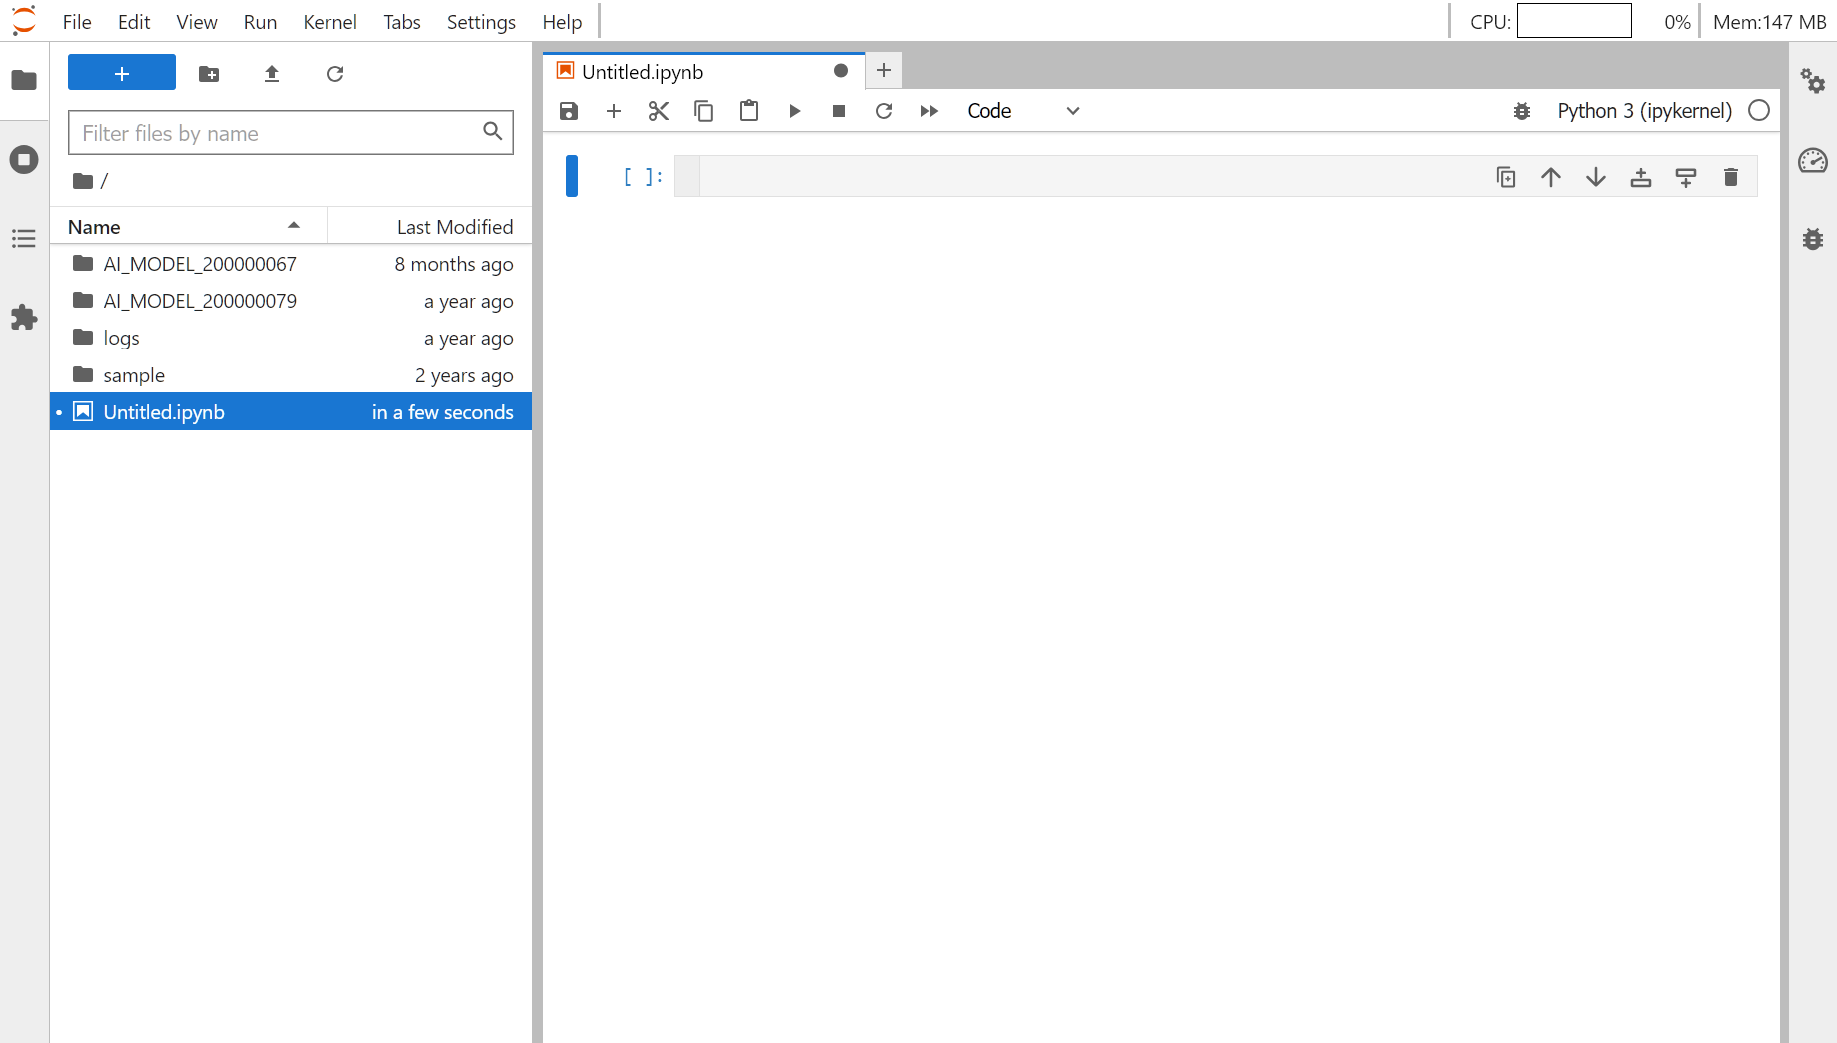 File Edit View Run Kernel Tabs Settings Help
CPU: 0% Mem:147 MB
Filter files by name
/
Name Last Modified
AI_MODEL_200000067 8 months ago
AI_MODEL_200000079 a year ago
logs a year ago
sample 2 years ago
Untitled.ipynb in a few seconds
Untitled.ipynb
Code Python 3 (ipykernel)
[ ]: